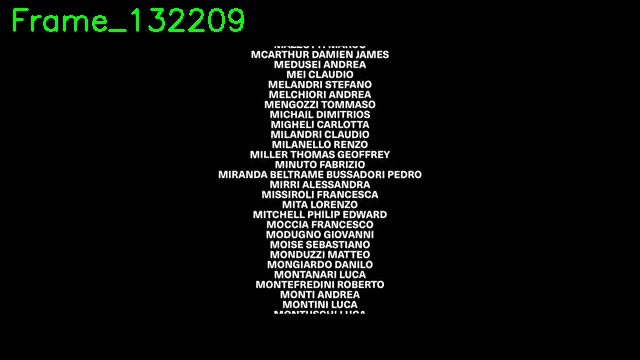 Frame_132209
MCARTHUR DAMIEN JAMES
MEDUSEI ANDREA
MEI CLAUDIO
MELANDRI STEFANO
MELCHIORI ANDREA
MENGOZZI TOMMASO
MICHAIL DIMITRIOS
MIGHELI CARLOTTA
MILANDRI CLAUDIO
MILANELLO RENZO
MILLER THOMAS GEOFFREY
MINUTO FABRIZIO
MIRANDA BELTRAME BUSSADORI PEDRO
MIRRI ALESSANDRA
MISSIROLI FRANCESCA
MITA LORENZO
MITCHELL PHILIP EDWARD
MOCCIA FRANCESCO
MODUGNO GIOVANNI
MOISE SEBASTIANO
MONDUZZI MATTEO
MONGIARDO DANILO
MONTANARI LUCA
MONTEFREDINI ROBERTO
MONTI ANDREA
MONTINI LUCA